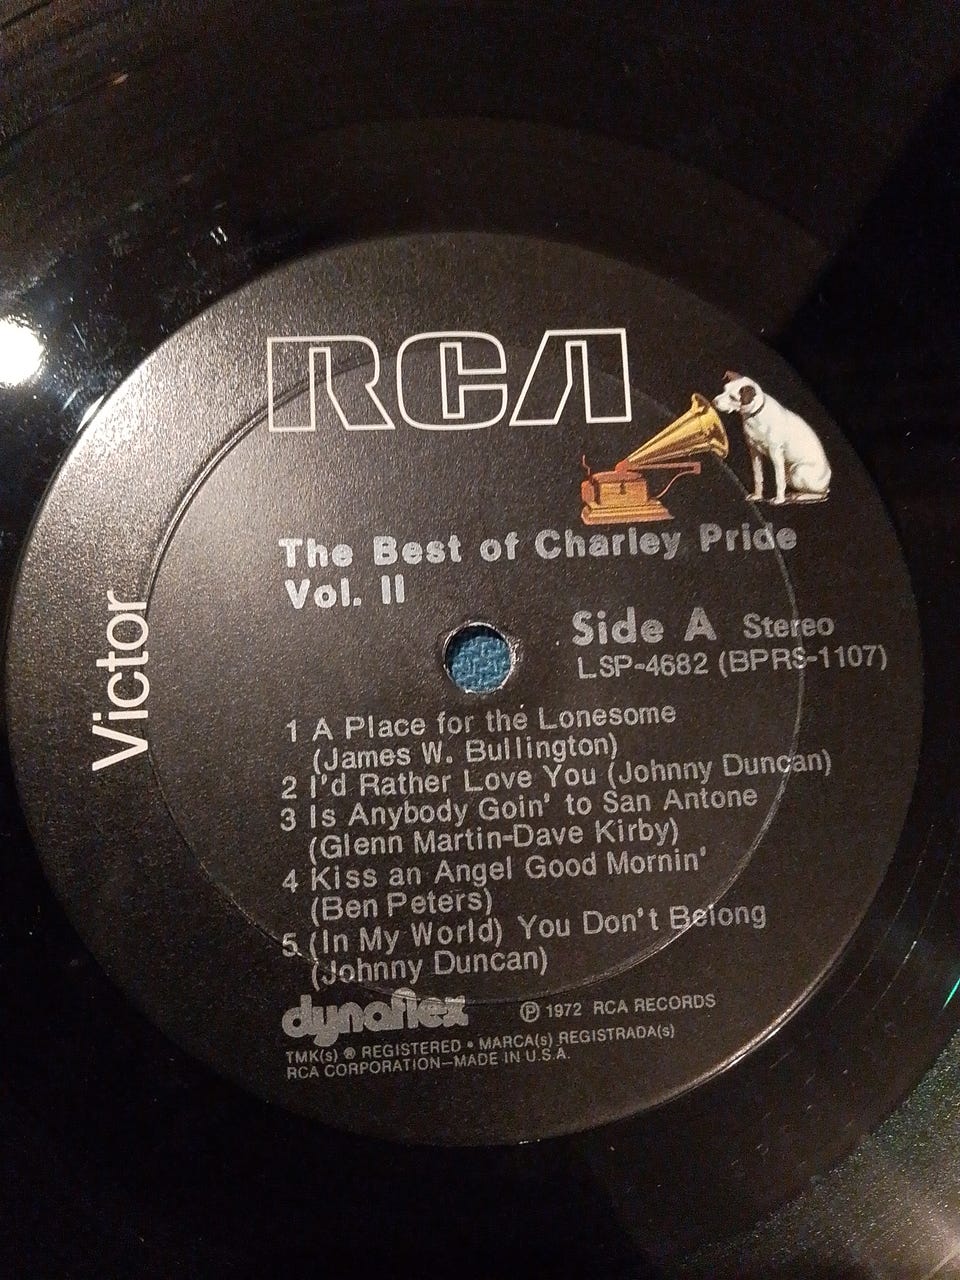 RCA
Victor
The Best of Charley Pride
Vol. II
Side A Stereo
LSP-4682 (BPRS-1107)
1 A Place for the Lonesome
(James W. Bullington)
2 I'd Rather Love You (Johnny Duncan)
3 Is Anybody Goin' to San Antone
(Glenn Martin-Dave Kirby)
4 Kiss an Angel Good Mornin'
(Ben Peters)
5 (In My World) You Don't Belong
(Johnny Duncan)
dynaflex ℗ 1972 RCA RECORDS
TMK(s) ® REGISTERED • MARCA(s) REGISTRADA(s)
RCA CORPORATION—MADE IN U.S.A.